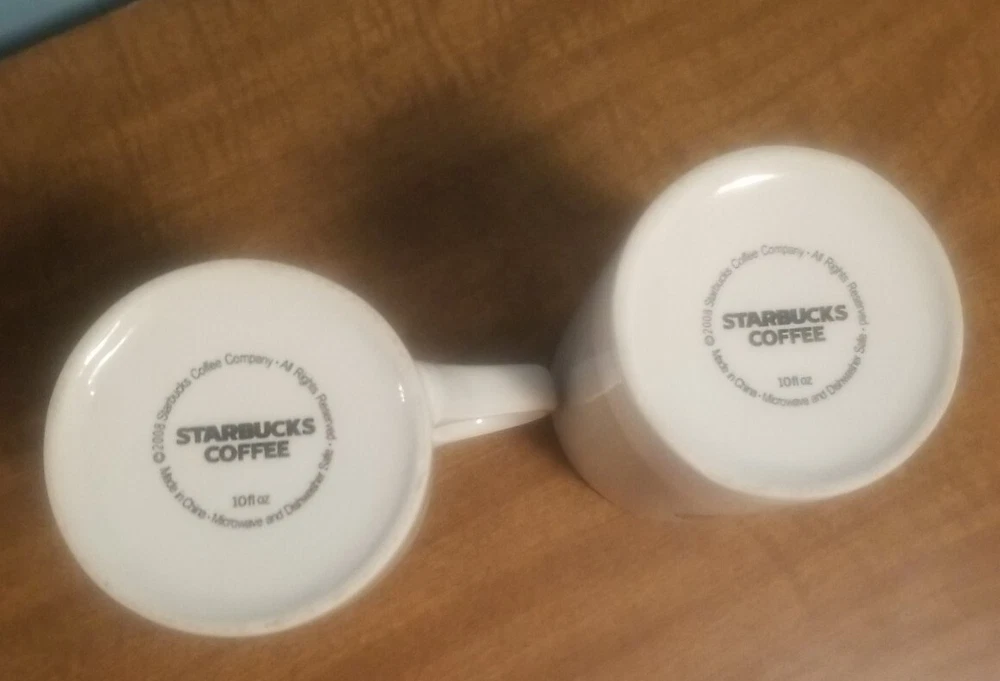 ©2008 Starbucks Coffee Company • All Rights Reserved •
STARBUCKS
COFFEE
10 fl oz
Made in China • Microwave and Dishwasher Safe •
©2008 Starbucks Coffee Company • All Rights Reserved •
STARBUCKS
COFFEE
10 fl oz
Made in China • Microwave and Dishwasher Safe •